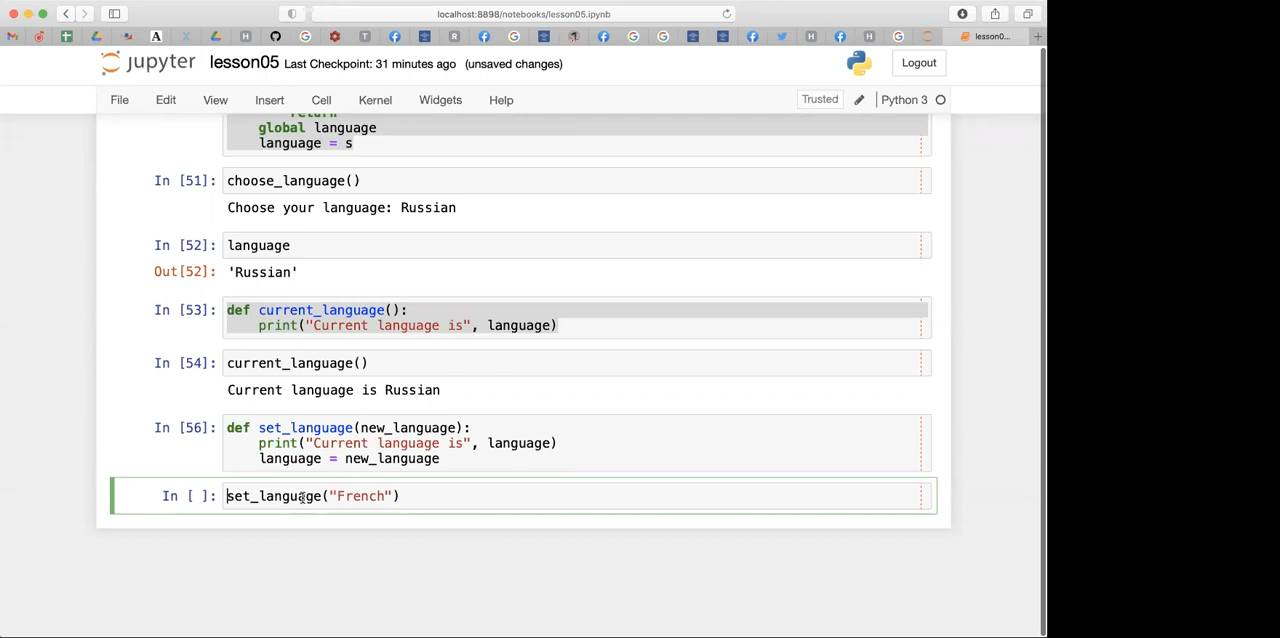 localhost:8898/notebooks/lesson05.ipynb
lesson0...
jupyter lesson05 Last Checkpoint: 31 minutes ago (unsaved changes)
Logout
File Edit View Insert Cell Kernel Widgets Help
Trusted
Python 3
return
global language
language = s
In [51]: choose_language()
Choose your language: Russian
In [52]: language
Out[52]: 'Russian'
In [53]: def current_language():
print("Current language is", language)
In [54]: current_language()
Current language is Russian
In [56]: def set_language(new_language):
print("Current language is", language)
language = new_language
In [ ]: set_language("French")